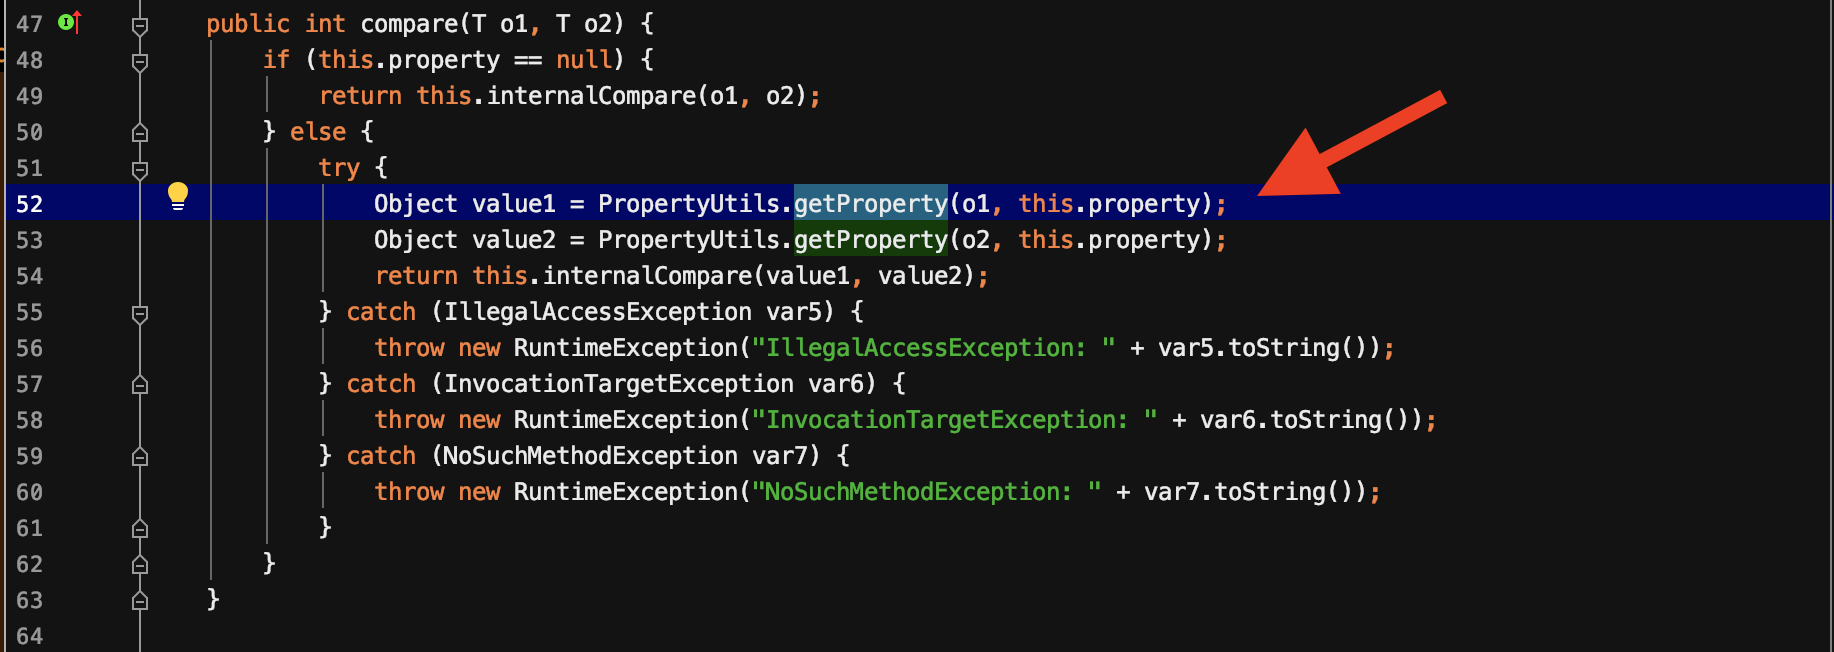 47 public int compare(T o1, T o2) {
48 if (this.property == null) {
49 return this.internalCompare(o1, o2);
50 } else {
51 try {
52 Object value1 = PropertyUtils.getProperty(o1, this.property);
53 Object value2 = PropertyUtils.getProperty(o2, this.property);
54 return this.internalCompare(value1, value2);
55 } catch (IllegalAccessException var5) {
56 throw new RuntimeException("IllegalAccessException: " + var5.toString());
57 } catch (InvocationTargetException var6) {
58 throw new RuntimeException("InvocationTargetException: " + var6.toString());
59 } catch (NoSuchMethodException var7) {
60 throw new RuntimeException("NoSuchMethodException: " + var7.toString());
61 }
62 }
63 }
64